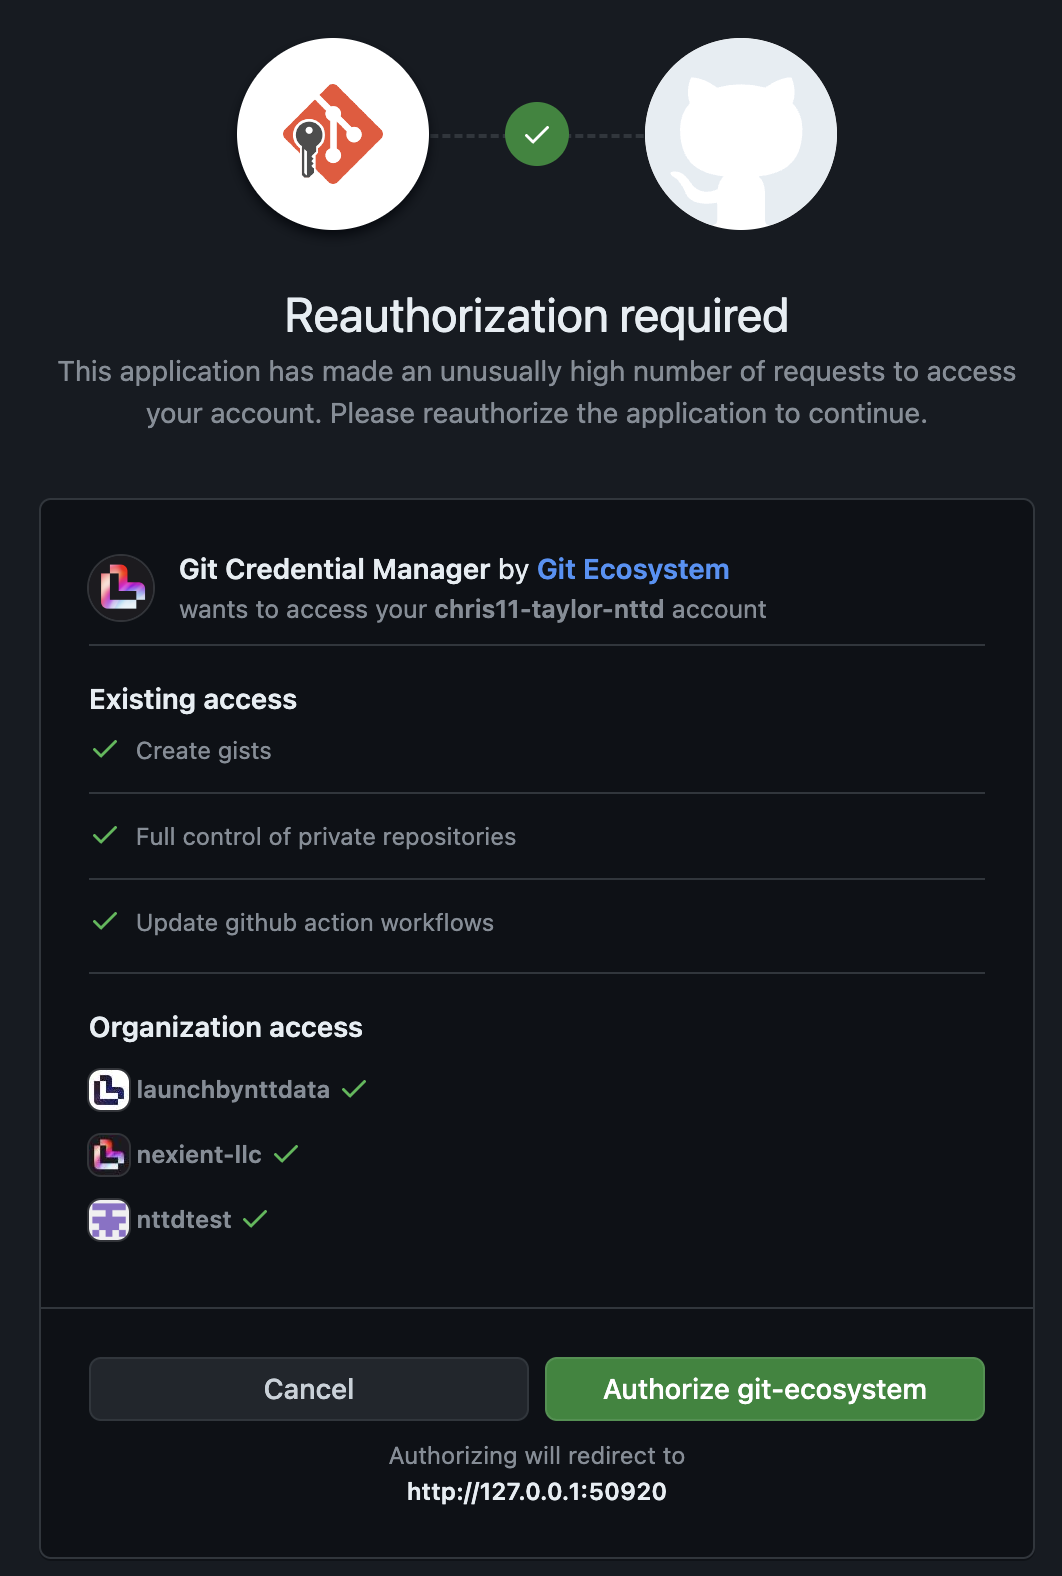 Reauthorization required
This application has made an unusually high number of requests to access
your account. Please reauthorize the application to continue.
Git Credential Manager by Git Ecosystem
wants to access your chris11-taylor-nttd account
Existing access
Create gists
Full control of private repositories
Update github action workflows
Organization access
launchbynttdata
nexient-llc
nttdtest
Cancel
Authorize git-ecosystem
Authorizing will redirect to
http://127.0.0.1:50920